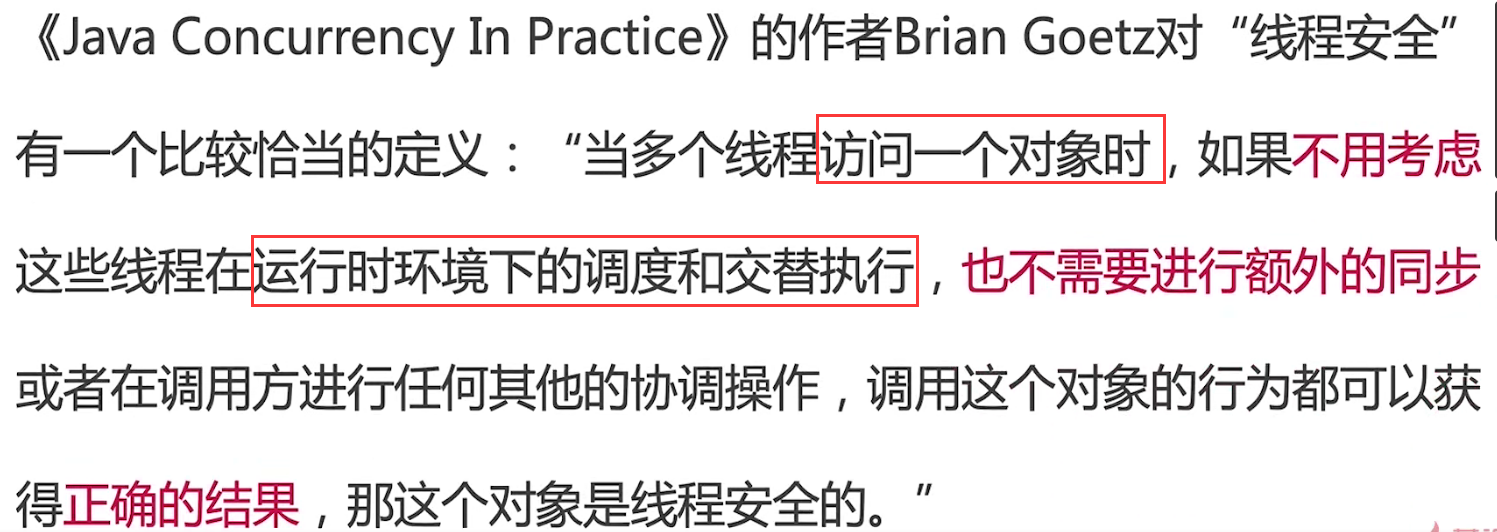 《Java Concurrency In Practice》的作者Brian Goetz对“线程安全”
有一个比较恰当的定义：“当多个线程访问一个对象时，如果不用考虑
这些线程在运行时环境下的调度和交替执行，也不需要进行额外的同步
或者在调用方进行任何其他的协调操作，调用这个对象的行为都可以获
得正确的结果，那这个对象是线程安全的。”